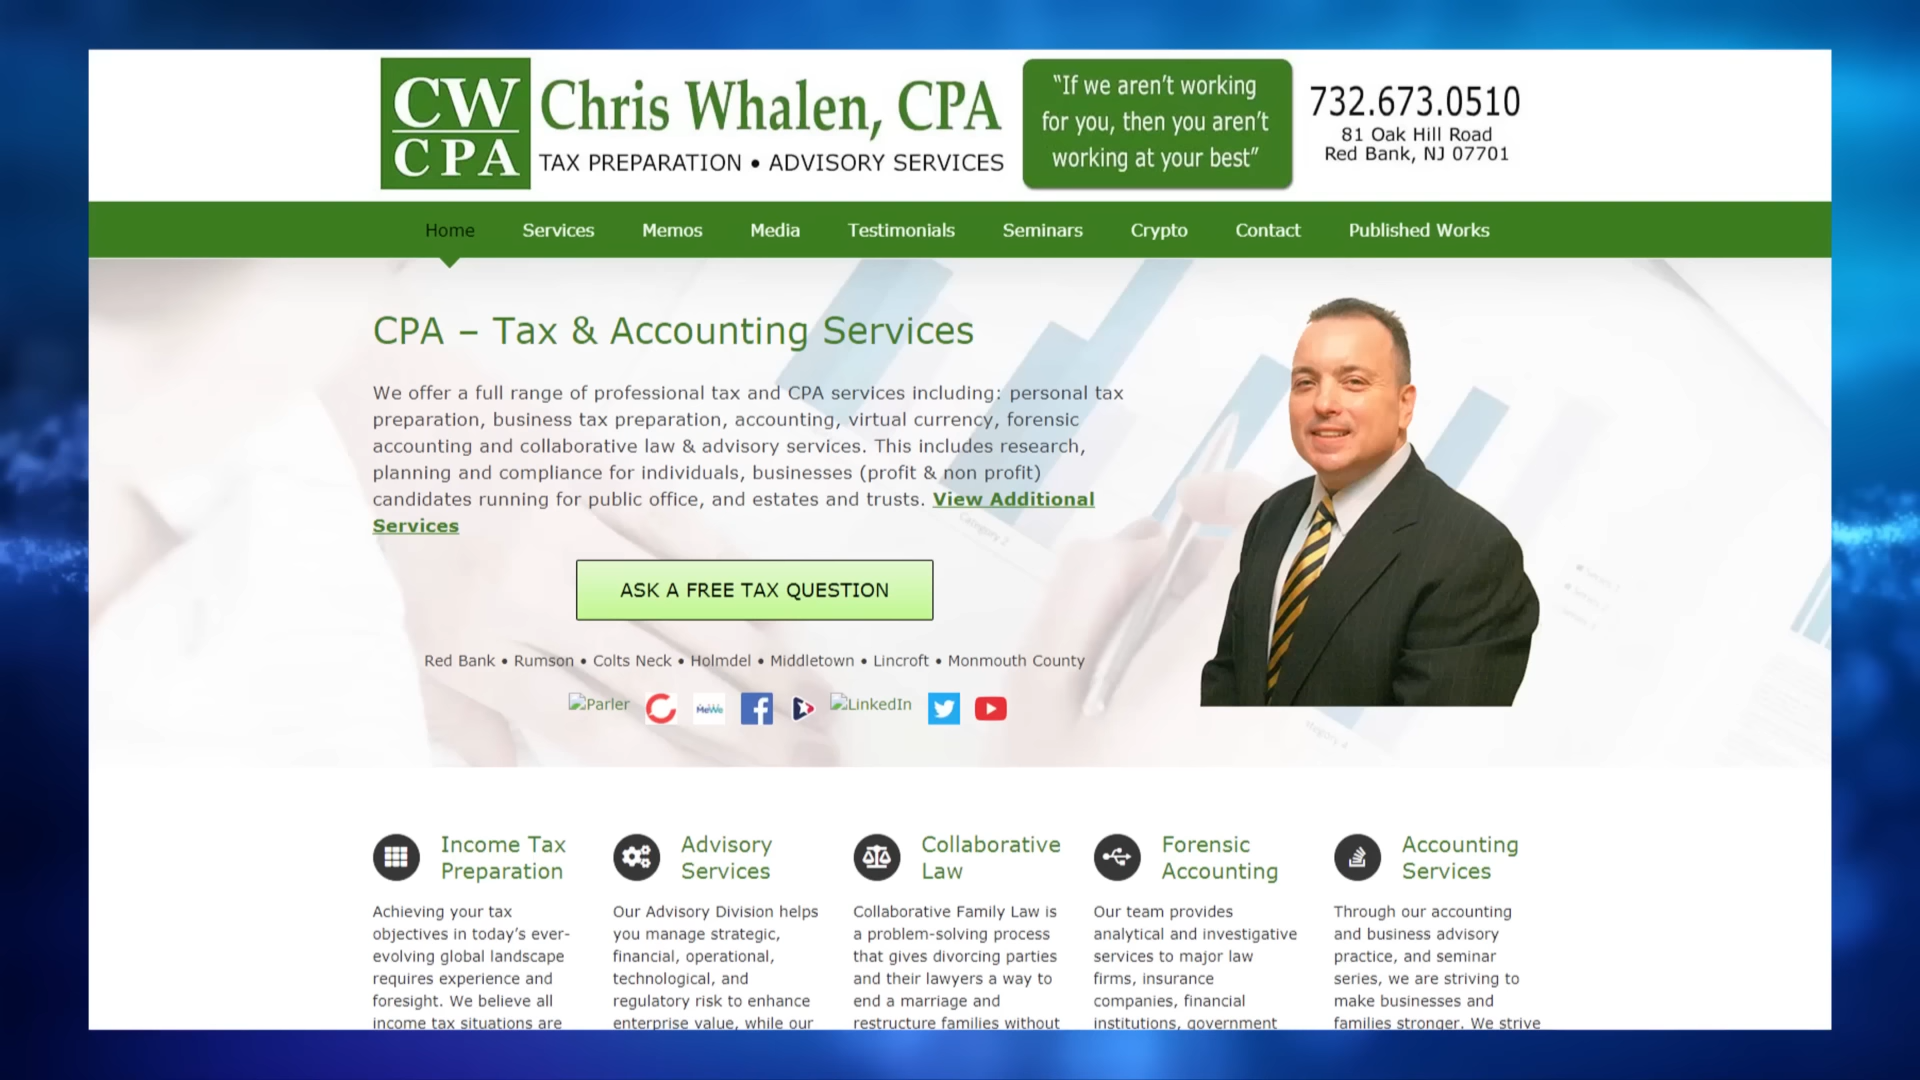 CW
CPA
Chris Whalen, CPA
TAX PREPARATION • ADVISORY SERVICES
“If we aren’t working
for you, then you aren’t
working at your best”
732.673.0510
81 Oak Hill Road
Red Bank, NJ 07701
Home Services Memos Media Testimonials Seminars Crypto Contact Published Works
CPA – Tax & Accounting Services
We offer a full range of professional tax and CPA services including: personal tax
preparation, business tax preparation, accounting, virtual currency, forensic
accounting and collaborative law & advisory services. This includes research,
planning and compliance for individuals, businesses (profit & non profit)
candidates running for public office, and estates and trusts. View Additional
Services
Category 2
ASK A FREE TAX QUESTION
Red Bank • Rumson • Colts Neck • Holmdel • Middletown • Lincroft • Monmouth County
Parler
MeWe
LinkedIn
Income Tax
Preparation
Achieving your tax
objectives in today’s ever-
evolving global landscape
requires experience and
foresight. We believe all
income tax situations are
Advisory
Services
Our Advisory Division helps
you manage strategic,
financial, operational,
technological, and
regulatory risk to enhance
enterprise value, while our
Collaborative
Law
Collaborative Family Law is
a problem-solving process
that gives divorcing parties
and their lawyers a way to
end a marriage and
restructure families without
Forensic
Accounting
Our team provides
analytical and investigative
services to major law
firms, insurance
companies, financial
institutions, government
Accounting
Services
Through our accounting
and business advisory
practice, and seminar
series, we are striving to
make businesses and
families stronger. We strive